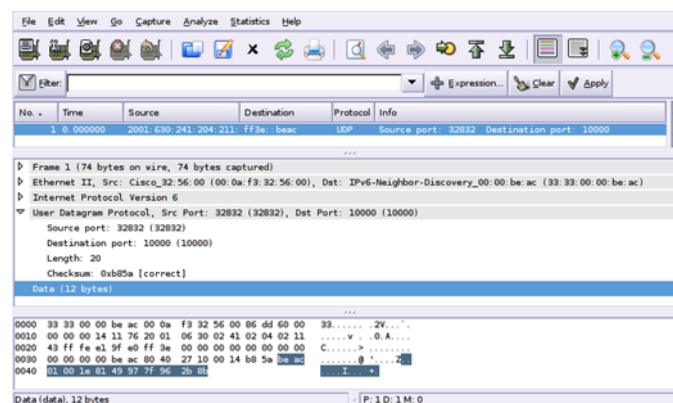 File Edit View Go Capture Analyze Statistics Help
Filter: Expression... Clear Apply
No. . Time Source Destination Protocol Info
1 0.000000 2001:630:241:204:211: ff3e::beac UDP Source port: 32832 Destination port: 10000
Frame 1 (74 bytes on wire, 74 bytes captured)
Ethernet II, Src: Cisco_32:56:00 (00:0a:f3:32:56:00), Dst: IPv6-Neighbor-Discovery_00:00:be:ac (33:33:00:00:be:ac)
Internet Protocol Version 6
User Datagram Protocol, Src Port: 32832 (32832), Dst Port: 10000 (10000)
Source port: 32832 (32832)
Destination port: 10000 (10000)
Length: 20
Checksum: 0xb85a [correct]
Data (12 bytes)
0000 33 33 00 00 be ac 00 0a f3 32 56 00 86 dd 60 00 33...... .2V...`.
0010 00 00 00 14 11 76 20 01 06 30 02 41 02 04 02 11 .....v . .0.A....
0020 43 ff fe e1 9f e0 ff 3e 00 00 00 00 00 00 00 00 C......> ........
0030 00 00 00 00 be ac 80 40 27 10 00 14 b8 5a be ac .......@ '....Z..
0040 01 00 1e 81 49 97 7f 96 2b 8b ....I... +.
Data (data), 12 bytes P: 1 D: 1 M: 0